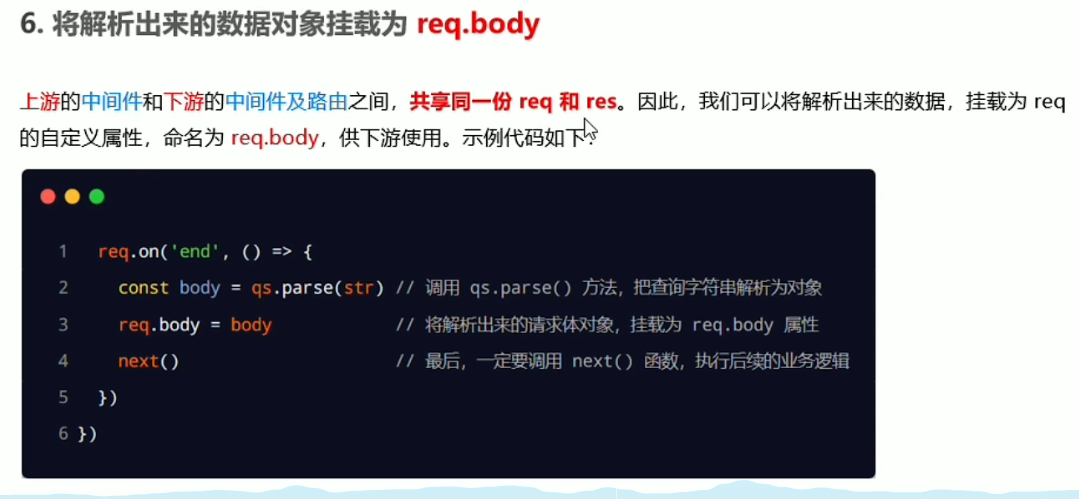 6. 将解析出来的数据对象挂载为 req.body
上游的中间件和下游的中间件及路由之间，共享同一份 req 和 res。因此，我们可以将解析出来的数据，挂载为 req
的自定义属性，命名为 req.body，供下游使用。示例代码如下：
1 req.on('end', () => {
2 const body = qs.parse(str) // 调用 qs.parse() 方法，把查询字符串解析为对象
3 req.body = body // 将解析出来的请求体对象，挂载为 req.body 属性
4 next() // 最后，一定要调用 next() 函数，执行后续的业务逻辑
5 })
6 })